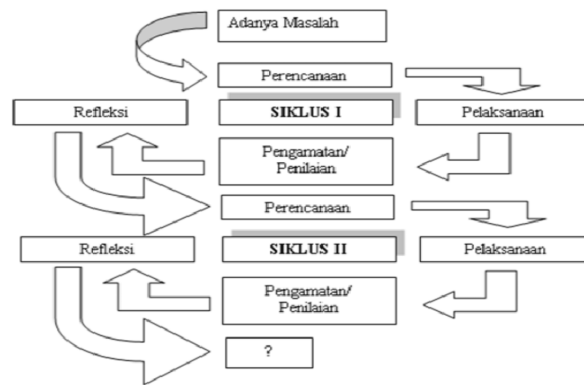 Adanya Masalah
Perencanaan
Refleksi
SIKLUS I
Pelaksanaan
Pengamatan/
Penilaian
Perencanaan
Refleksi
SIKLUS II
Pelaksanaan
Pengamatan/
Penilaian
?